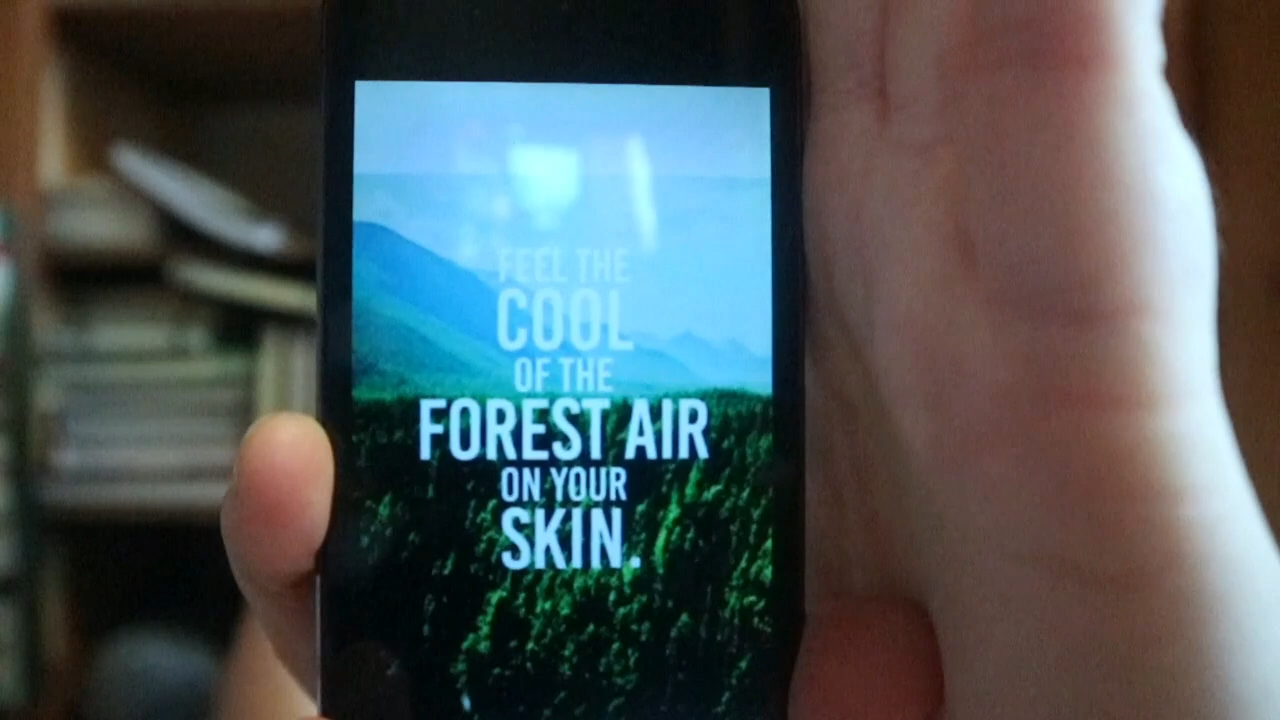 FEEL THE
COOL
OF THE
FOREST AIR
ON YOUR
SKIN.